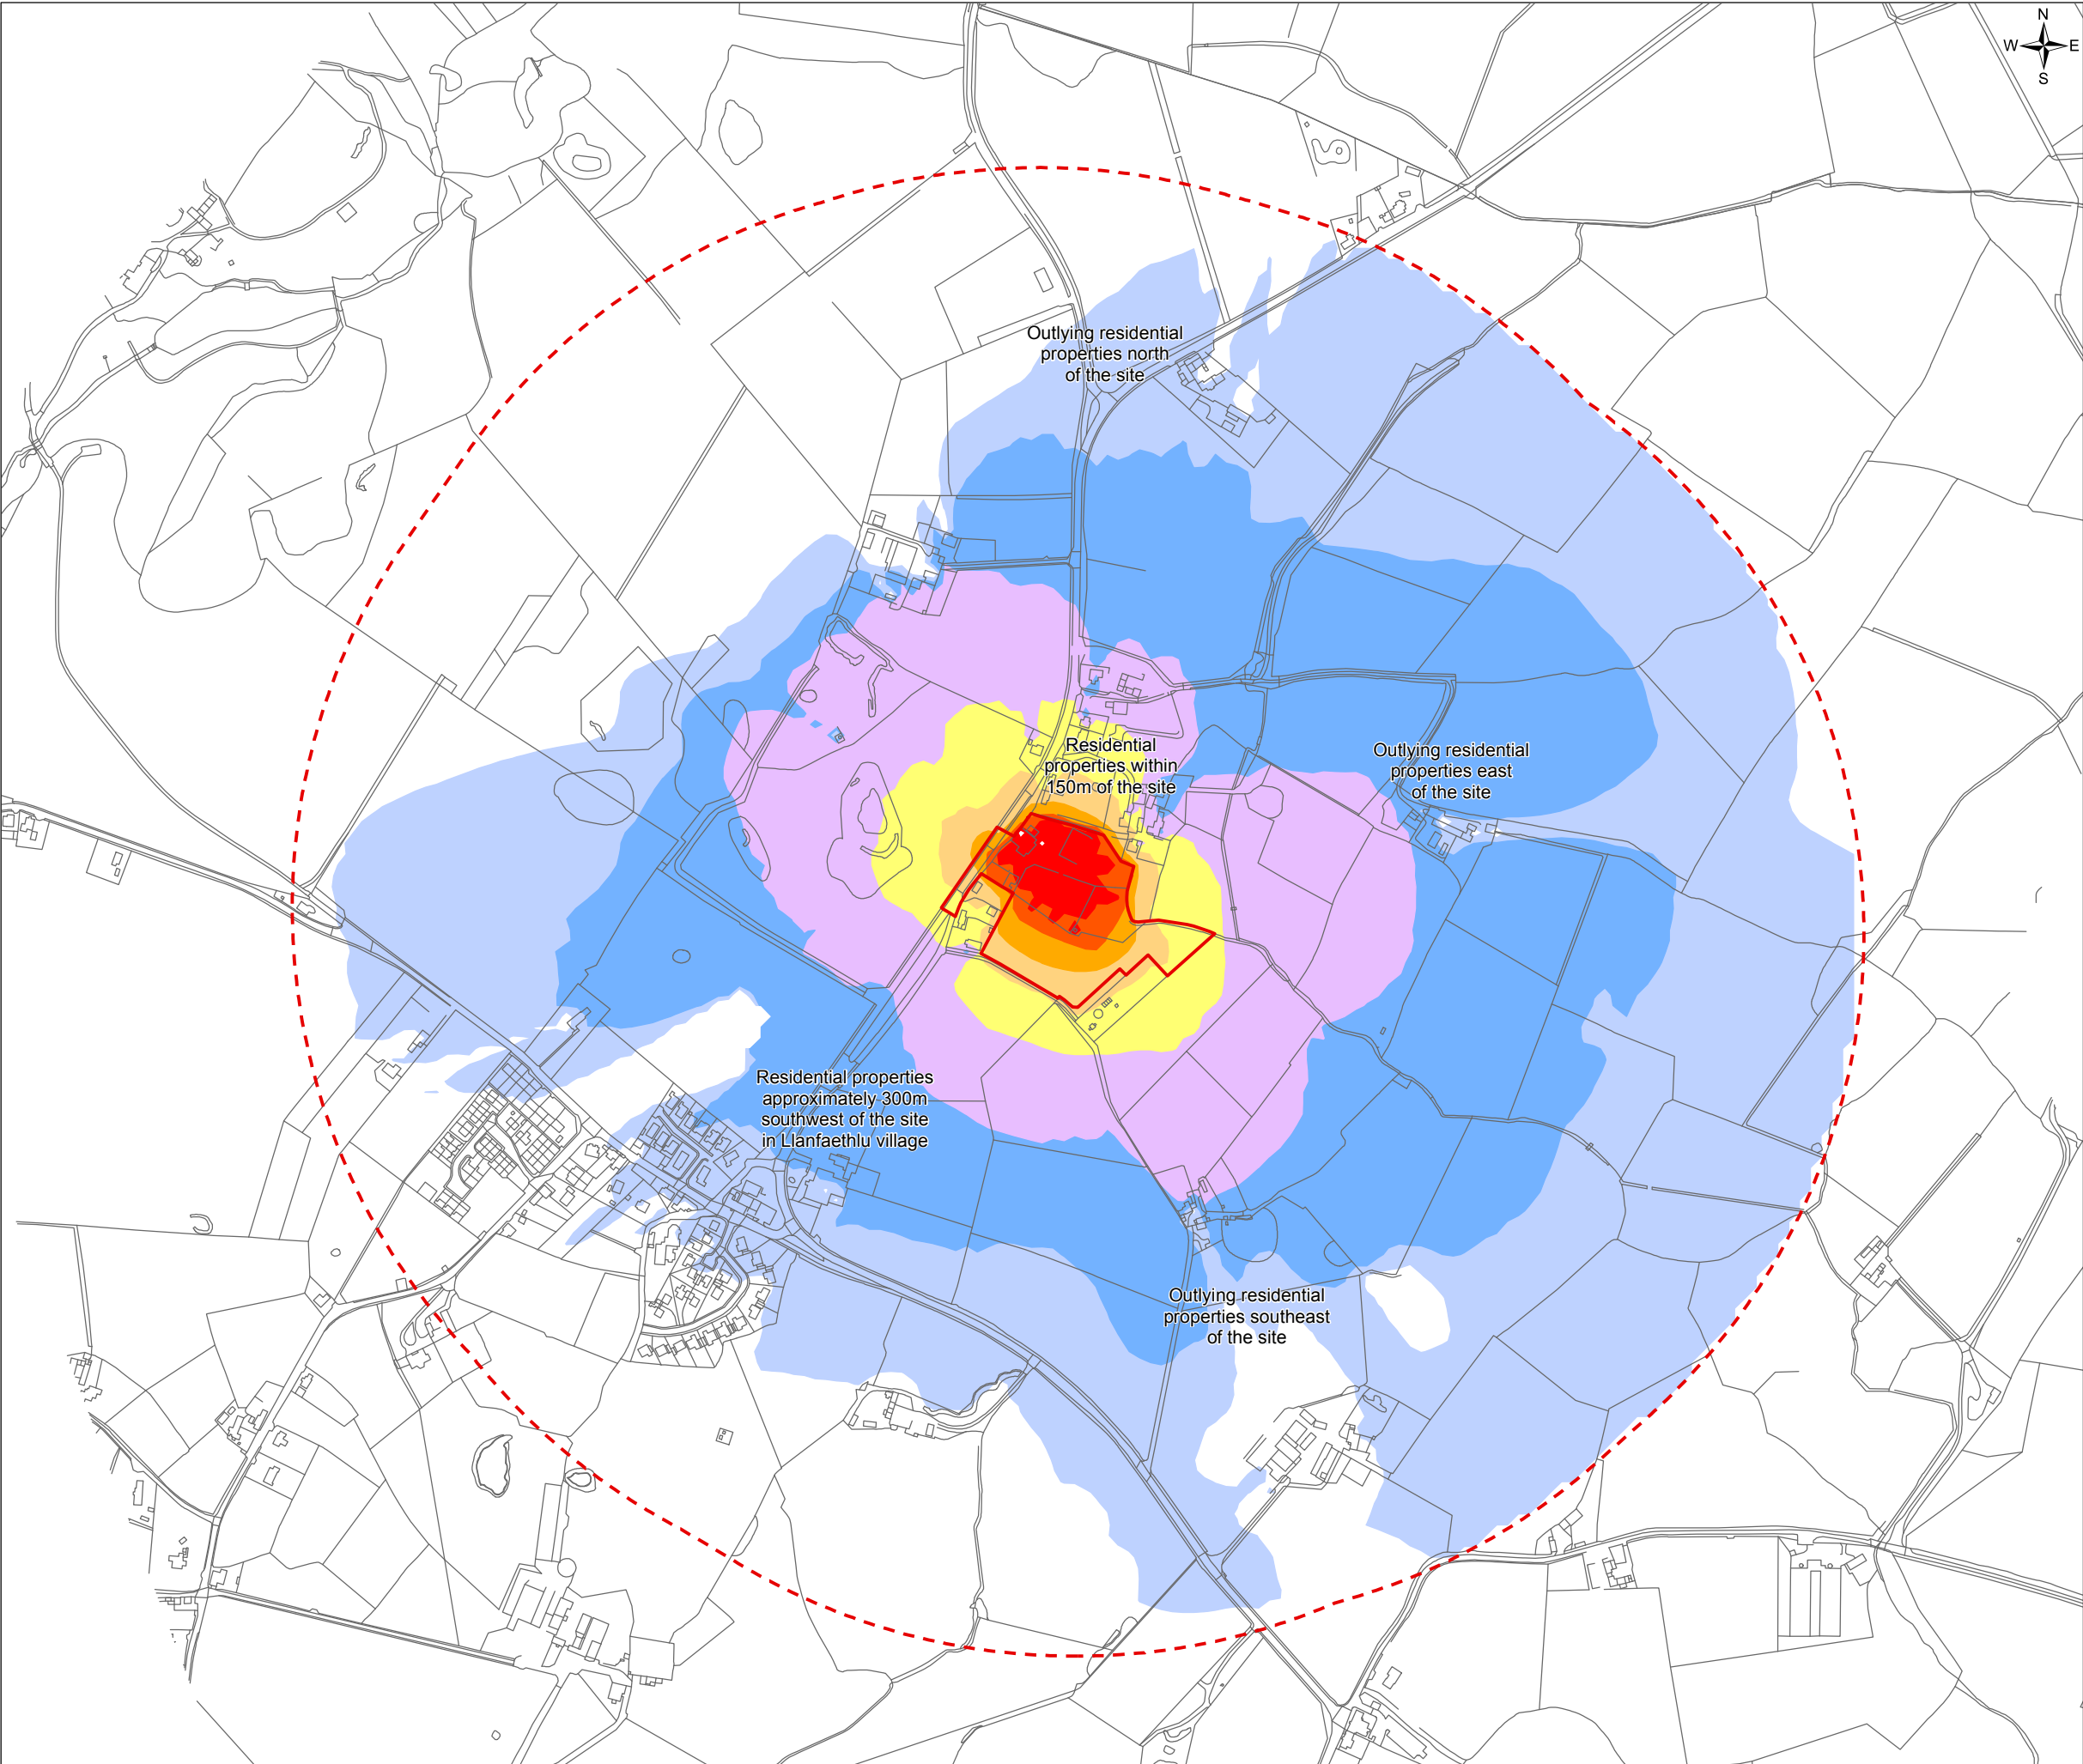 N
W E
S
Outlying residential
properties north
of the site
Residential
properties within
150m of the site
Outlying residential
properties east
of the site
Residential properties
approximately 300m
southwest of the site
in Llanfaethlu village
Outlying residential
properties southeast
of the site